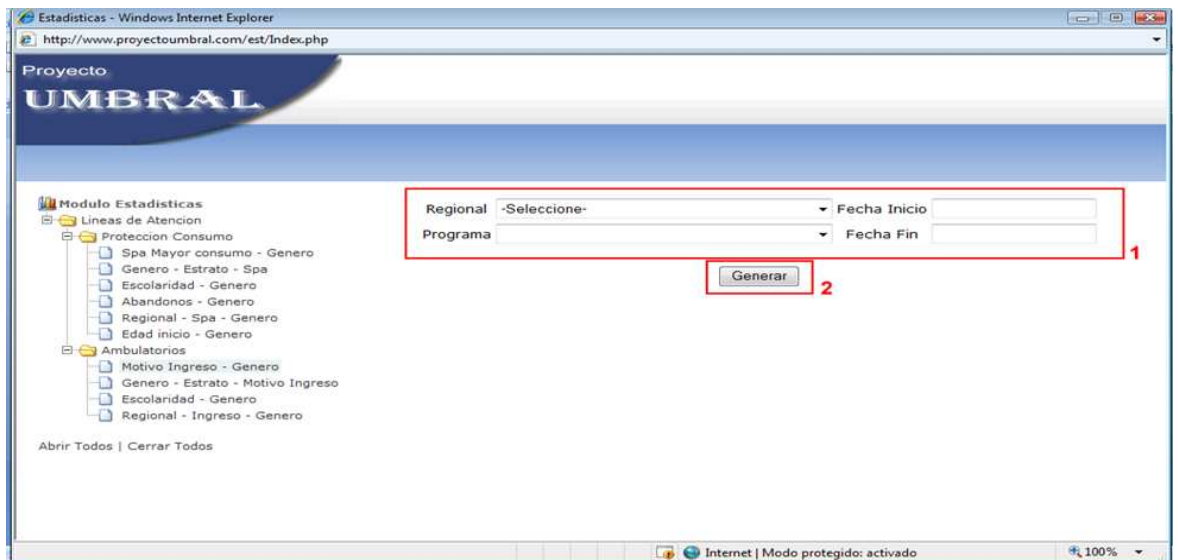 Estadisticas - Windows Internet Explorer
http://www.proyectoumbral.com/est/Index.php
Proyecto
UMBRAL
Modulo Estadisticas
Lineas de Atencion
Proteccion Consumo
Spa Mayor consumo - Genero
Genero - Estrato - Spa
Escolaridad - Genero
Abandonos - Genero
Regional - Spa - Genero
Edad inicio - Genero
Ambulatorios
Motivo Ingreso - Genero
Genero - Estrato - Motivo Ingreso
Escolaridad - Genero
Regional - Ingreso - Genero
Abrir Todos | Cerrar Todos
Regional -Seleccione- Fecha Inicio
Programa Fecha Fin
1
Generar
2
Internet | Modo protegido: activado 100%